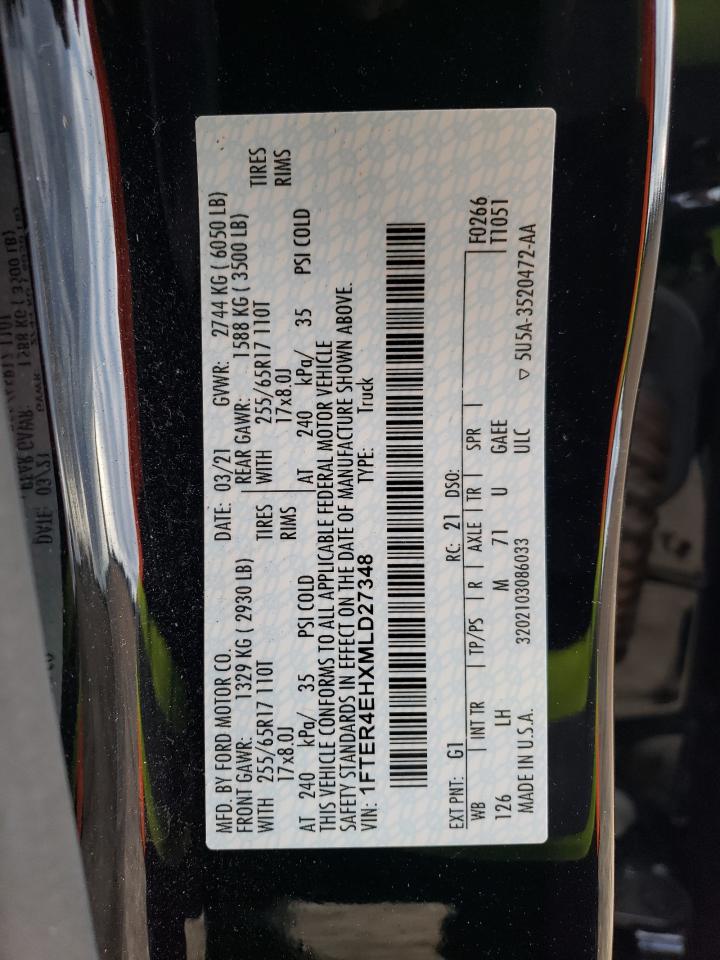 MFD. BY FORD MOTOR CO.
DATE: 03/21 GVWR: 2744 KG ( 6050 LB)
FRONT GAWR: 1329 KG ( 2930 LB) REAR GAWR: 1588 KG ( 3500 LB)
WITH 255/65R17 110T TIRES WITH 255/65R17 110T TIRES
17x8.0J RIMS 17x8.0J RIMS
AT 240 kPa/ 35 PSI COLD AT 240 kPa/ 35 PSI COLD
THIS VEHICLE CONFORMS TO ALL APPLICABLE FEDERAL MOTOR VEHICLE
SAFETY STANDARDS IN EFFECT ON THE DATE OF MANUFACTURE SHOWN ABOVE.
VIN: 1FTER4EHXMLD27348 TYPE: Truck
EXT PNT: G1 RC: 21 DSO: F0266
WB INT TR TP/PS R AXLE TR SPR T1051
126 LH M 71 U GAEE
MADE IN U.S.A. 3202103086033 ULC ▽ 5U5A-3520472-AA